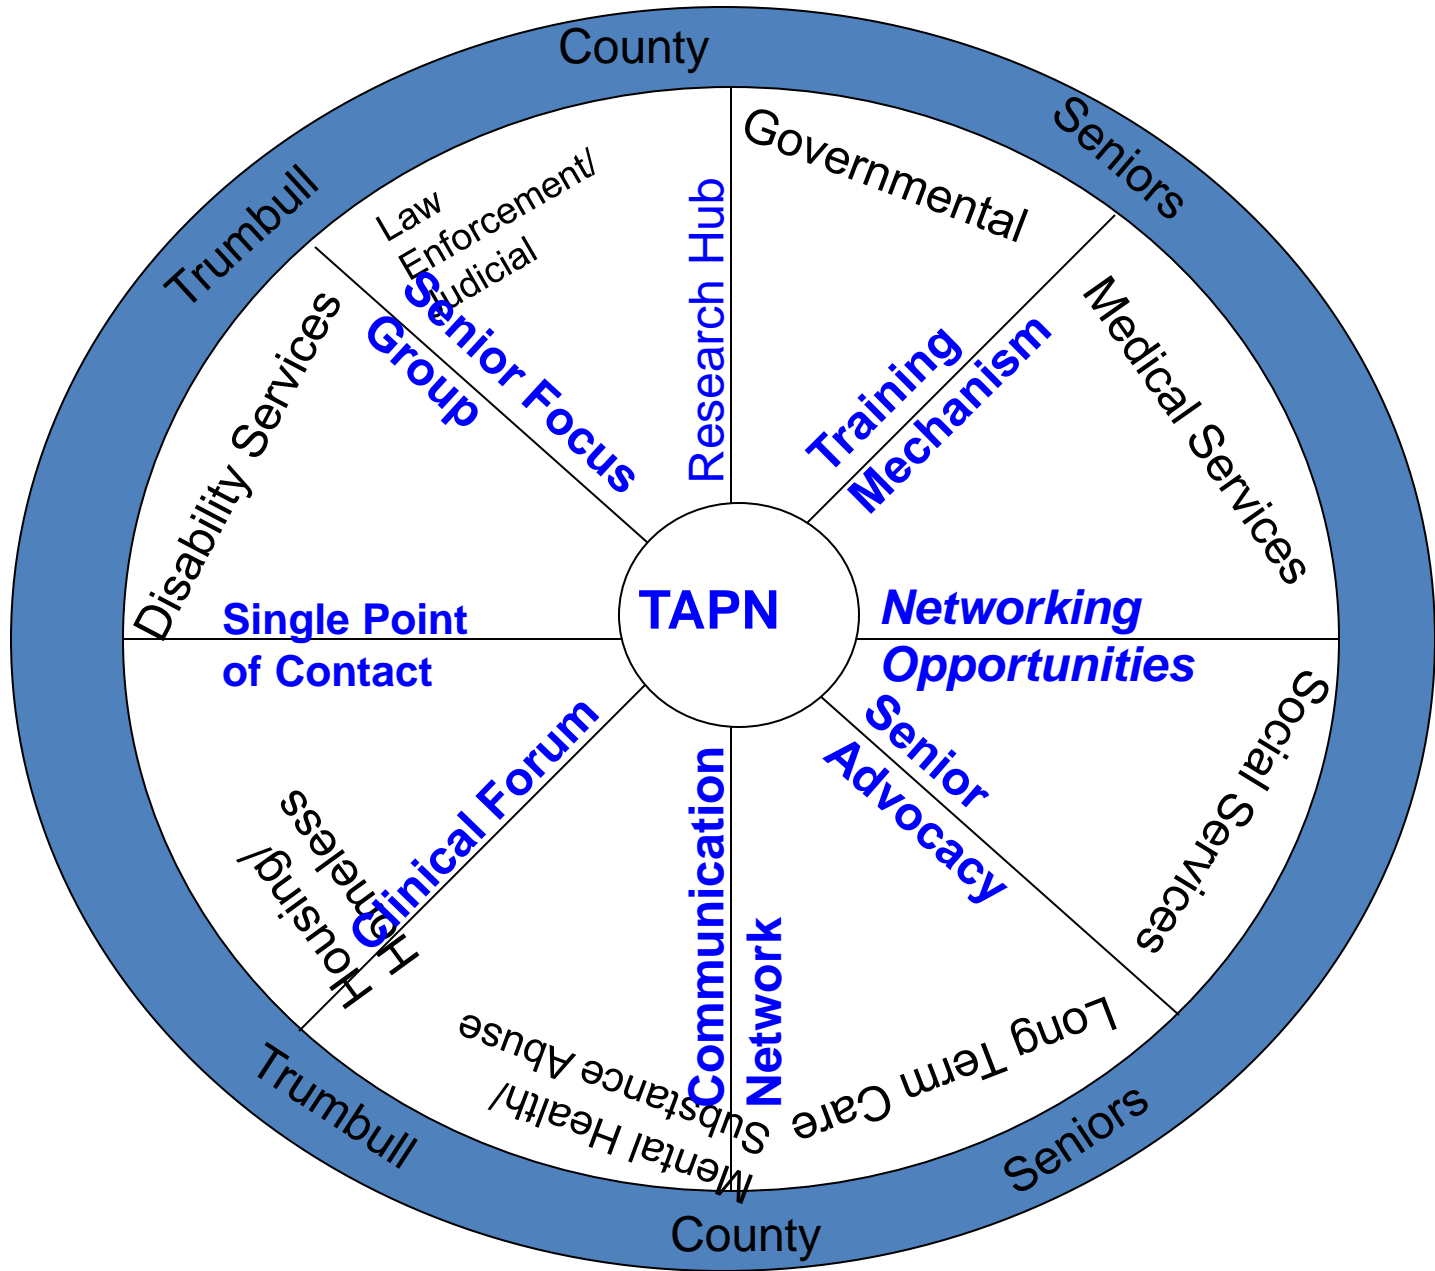 County
Seniors
Trumbull
Governmental
Law
Enforcement/
Judicial
Research Hub
Senior Focus
Group
Training
Mechanism
Medical Services
Disability Services
Single Point
of Contact
TAPN
Networking
Opportunities
Senior
Advocacy
Social Services
Clinical Forum
Housing/
Homeless
Communication
Network
Mental Health/
Substance Abuse
Long Term Care
Trumbull
County
Seniors